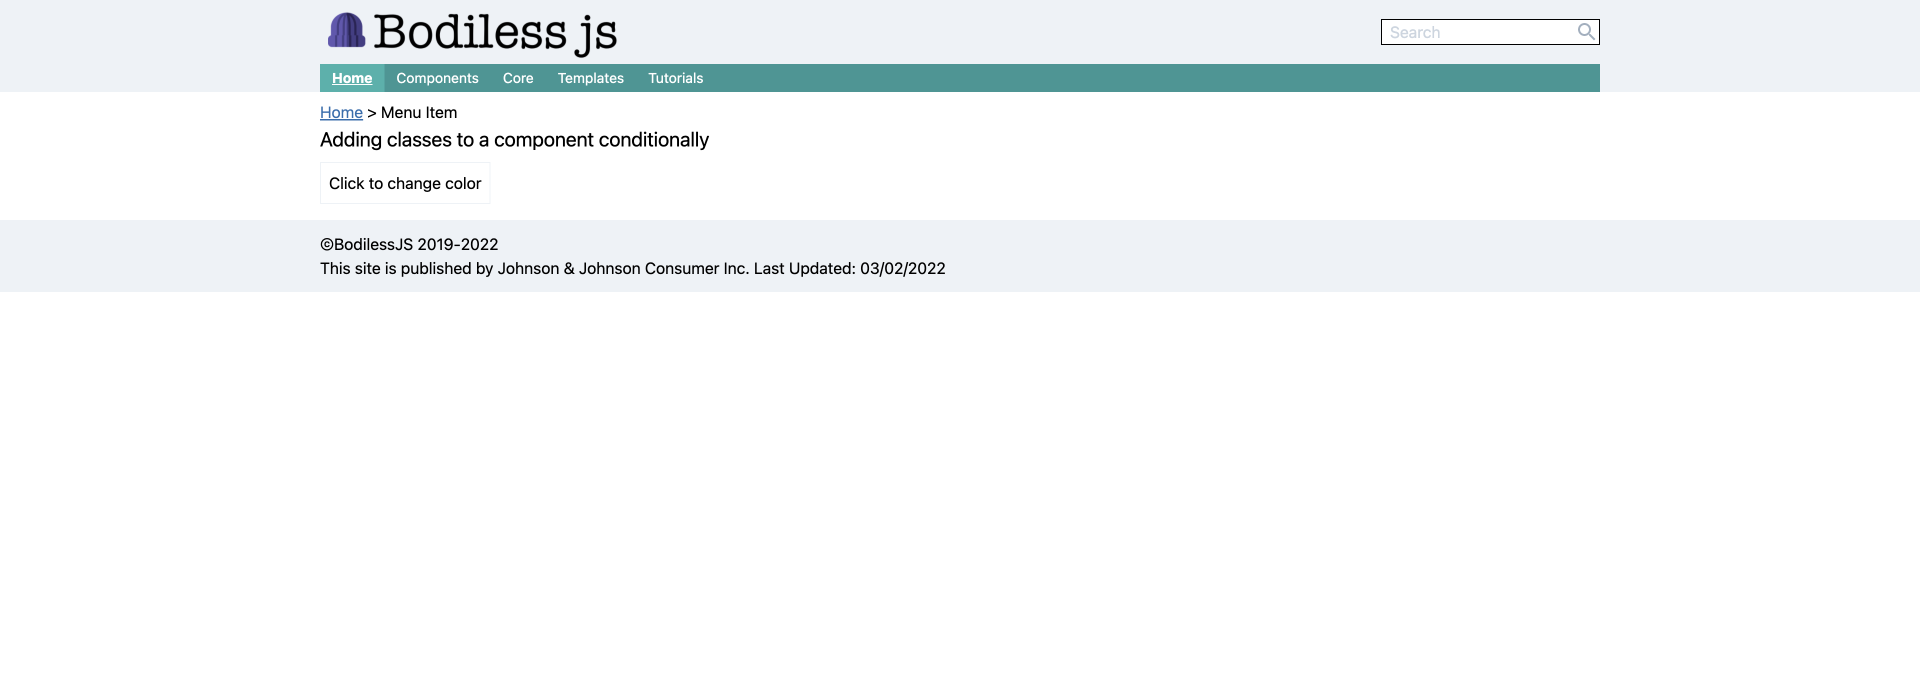 Bodiless js
Search
Home Components Core Templates Tutorials
Home > Menu Item
Adding classes to a component conditionally
Click to change color
©BodilessJS 2019-2022
This site is published by Johnson & Johnson Consumer Inc. Last Updated: 03/02/2022